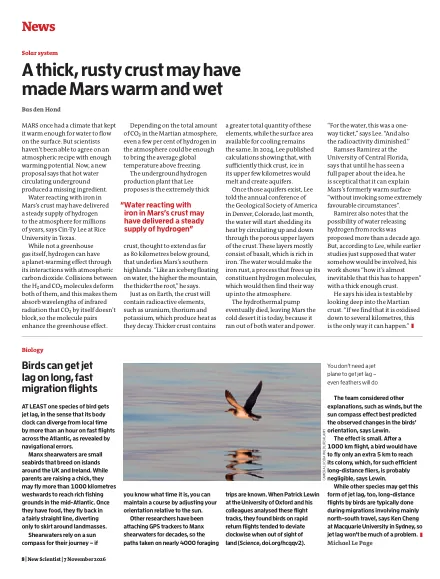 News
Solar system
A thick, rusty crust may have
made Mars warm and wet
Bas den Hond
MARS once had a climate that kept
it warm enough for water to flow
on the surface. But scientists
haven't been able to agree on an
atmospheric recipe with enough
warming potential. Now, a new
proposal says that hot water
circulating underground
produced a missing ingredient.
Water reacting with iron
in Mars's crust may have delivered
a steady supply of hydrogen
to the atmosphere for millions
of years, says Cin-Ty Lee at Rice
University in Texas.
While not a greenhouse
gas itself, hydrogen can have
a planet-warming effect through
its interactions with atmospheric
carbon dioxide. Collisions between
the H2 and CO2 molecules deform
both of them, and this makes them
absorb wavelengths of infrared
radiation that CO2 by itself doesn't
block, so the molecule pairs
enhance the greenhouse effect.
Depending on the total amount
of CO2 in the Martian atmosphere,
even a few per cent of hydrogen in
the atmosphere could be enough
to bring the average global
temperature above freezing.
The underground hydrogen
production plant that Lee
proposes is the extremely thick
"Water reacting with
iron in Mars's crust may
have delivered a steady
supply of hydrogen"
crust, thought to extend as far
as 80 kilometres below ground,
that underlies Mars's southern
highlands. "Like an iceberg floating
on water, the higher the mountain,
the thicker the root," he says.
Just as on Earth, the crust will
contain radioactive elements,
such as uranium, thorium and
potassium, which produce heat as
they decay. Thicker crust contains
a greater total quantity of these
elements, while the surface area
available for cooling remains
the same. In 2024, Lee published
calculations showing that, with
sufficiently thick crust, ice in
its upper few kilometres would
melt and create aquifers.
Once those aquifers exist, Lee
told the annual conference of
the Geological Society of America
in Denver, Colorado, last month,
the water will start shedding its
heat by circulating up and down
through the porous upper layers
of the crust. These layers mostly
consist of basalt, which is rich in
iron. The water would make the
iron rust, a process that frees up its
constituent hydrogen molecules,
which would then find their way
up into the atmosphere.
The hydrothermal pump
eventually died, leaving Mars the
cold desert it is today, because it
ran out of both water and power.
"For the water, this was a one-
way ticket," says Lee. "And also
the radioactivity diminished."
Ramses Ramirez at the
University of Central Florida,
says that until he has seen a
full paper about the idea, he
is sceptical that it can explain
Mars's formerly warm surface
"without invoking some extremely
favourable circumstances".
Ramirez also notes that the
possibility of water releasing
hydrogen from rocks was
proposed more than a decade ago.
But, according to Lee, while earlier
studies just supposed that water
somehow would be involved, his
work shows "how it's almost
inevitable that this has to happen"
with a thick enough crust.
He says his idea is testable by
looking deep into the Martian
crust. "If we find that it is oxidised
down to several kilometres, this
is the only way it can happen."
Biology
Birds can get jet
lag on long, fast
migration flights
AT LEAST one species of bird gets
jet lag, in the sense that its body
clock can diverge from local time
by more than an hour on fast flights
across the Atlantic, as revealed by
navigational errors.
Manx shearwaters are small
seabirds that breed on islands
around the UK and Ireland. While
parents are raising a chick, they
may fly more than 1000 kilometres
westwards to reach rich fishing
grounds in the mid-Atlantic. Once
they have food, they fly back in
a fairly straight line, diverting
only to skirt around landmasses.
Shearwaters rely on a sun
compass for their journey – if
you know what time it is, you can
maintain a course by adjusting your
orientation relative to the sun.
Other researchers have been
attaching GPS trackers to Manx
shearwaters for decades, so the
paths taken on nearly 4000 foraging
trips are known. When Patrick Lewin
at the University of Oxford and his
colleagues analysed these flight
tracks, they found birds on rapid
return flights tended to deviate
clockwise when out of sight of
land (Science, doi.org/hcqqv2).
You don't need a jet
plane to get jet lag –
even feathers will do
The team considered other
explanations, such as winds, but the
sun compass effect best predicted
the observed changes in the birds'
orientation, says Lewin.
The effect is small. After a
1000 km flight, a bird would have
to fly only an extra 5 km to reach
its colony, which, for such efficient
long-distance fliers, is probably
negligible, says Lewin.
While other species may get this
form of jet lag, too, long-distance
flights by birds are typically done
during migrations involving mainly
north-south travel, says Ken Cheng
at Macquarie University in Sydney, so
jet lag won't be much of a problem.
Michael Le Page
8 | New Scientist | 7 November 2026